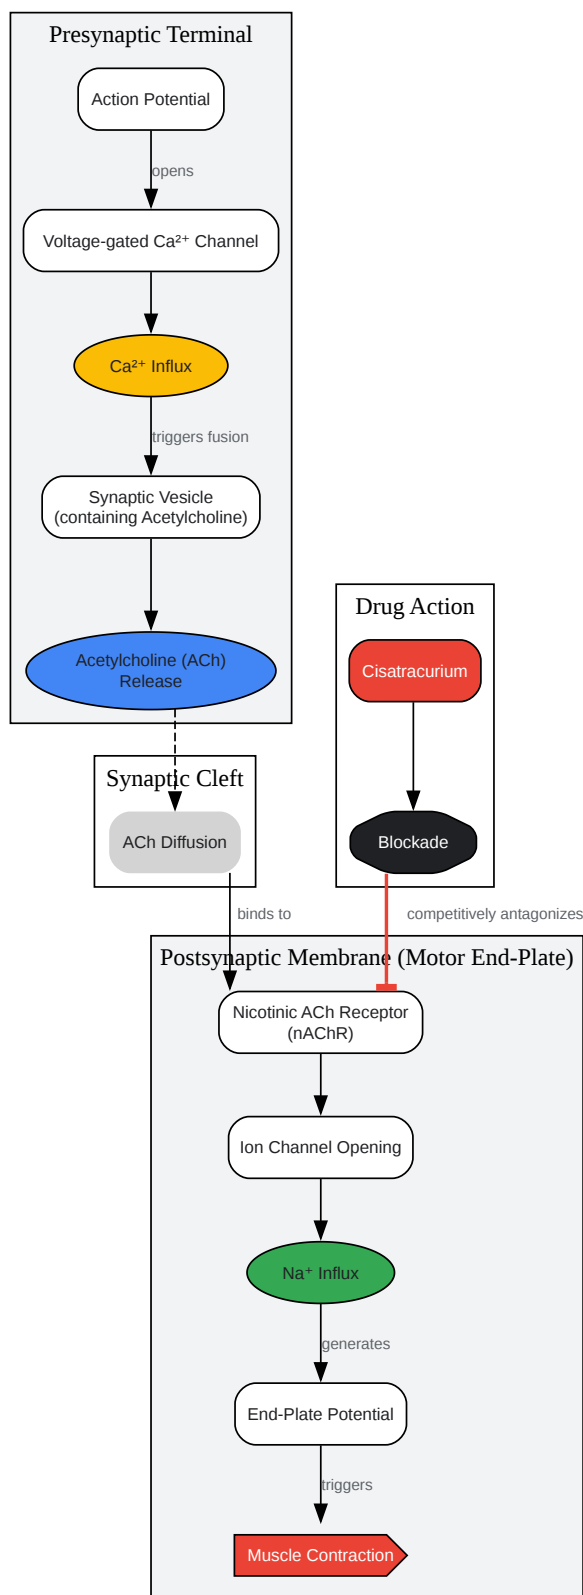 Presynaptic Terminal
Action Potential
opens
Voltage-gated Ca²⁺ Channel
Ca²⁺ Influx
triggers fusion
Synaptic Vesicle
(containing Acetylcholine)
Acetylcholine (ACh)
Release
Drug Action
Cisatracurium
Blockade
Synaptic Cleft
ACh Diffusion
binds to
competitively antagonizes
Postsynaptic Membrane (Motor End-Plate)
Nicotinic ACh Receptor
(nAChR)
Ion Channel Opening
Na⁺ Influx
generates
End-Plate Potential
triggers
Muscle Contraction